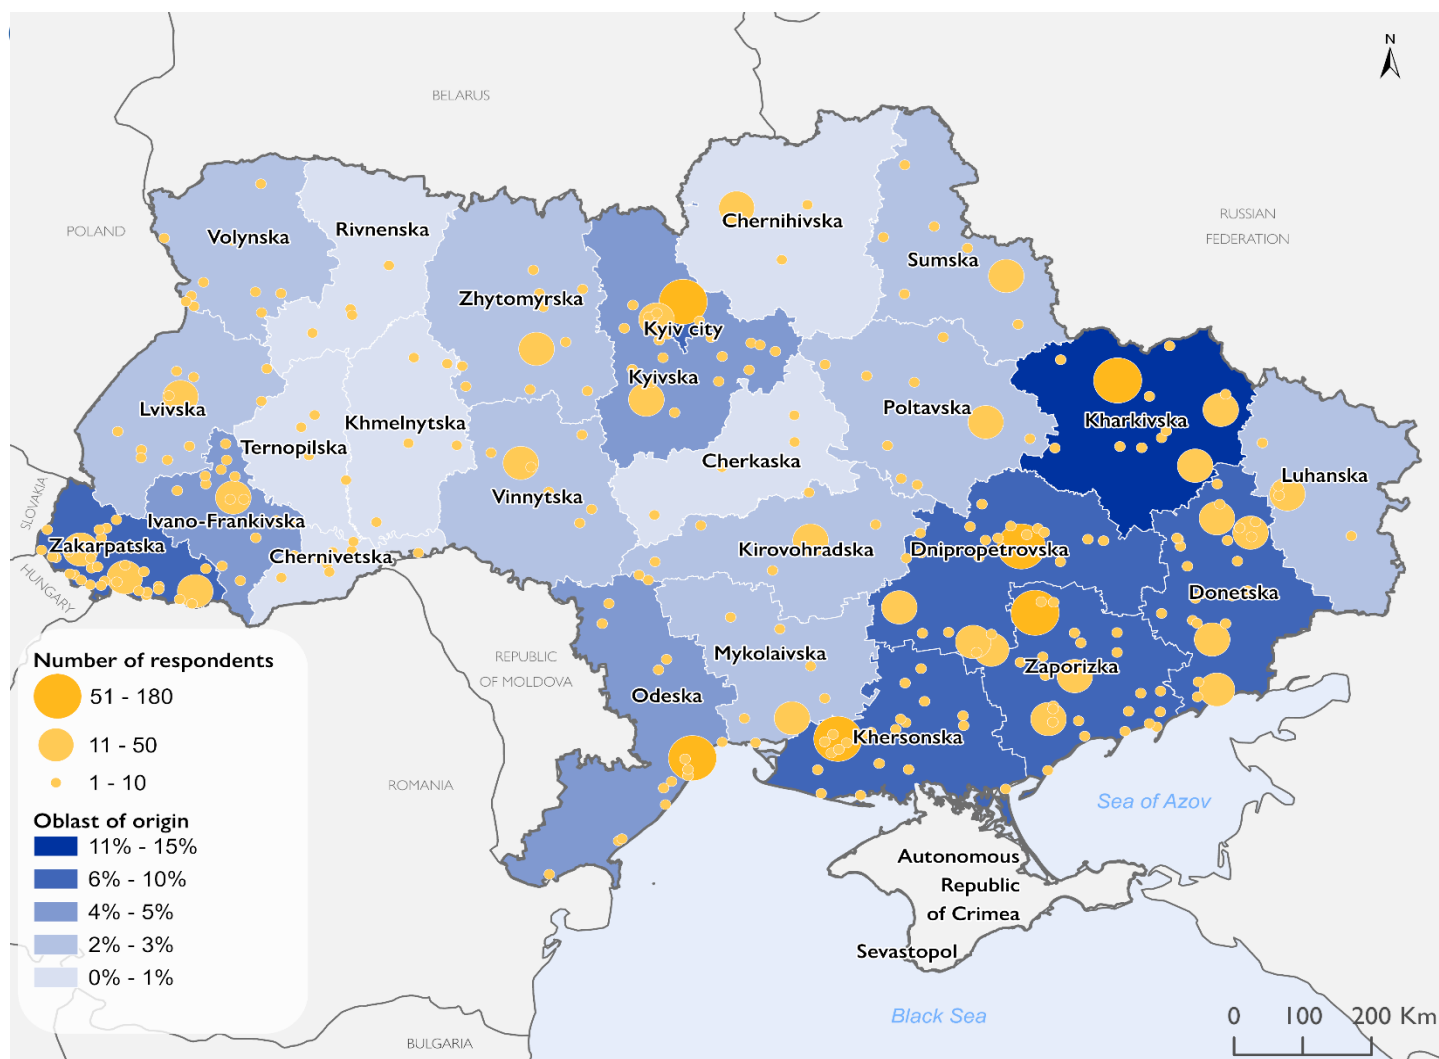 N
BELARUS
POLAND
RUSSIAN
FEDERATION
Volynska
Rivnenska
Chernihivska
Sumska
Zhytomyrska
Kyiv city
Kyivska
Lvivska
Ternopilska
Khmelnytska
Cherkaska
Poltavska
Kharkivska
Luhanska
Vinnytska
SLOVAKIA
Ivano-Frankivska
Zakarpatska
Chernivetska
Kirovohradska
Dnipropetrovska
Donetska
HUNGARY
REPUBLIC
OF MOLDOVA
Mykolaivska
Odeska
Zaporizka
Khersonska
ROMANIA
Sea of Azov
Autonomous
Republic
of Crimea
Sevastopol
Black Sea
BULGARIA
Number of respondents
51 - 180
11 - 50
1 - 10
Oblast of origin
11% - 15%
6% - 10%
4% - 5%
2% - 3%
0% - 1%
0 100 200 Km